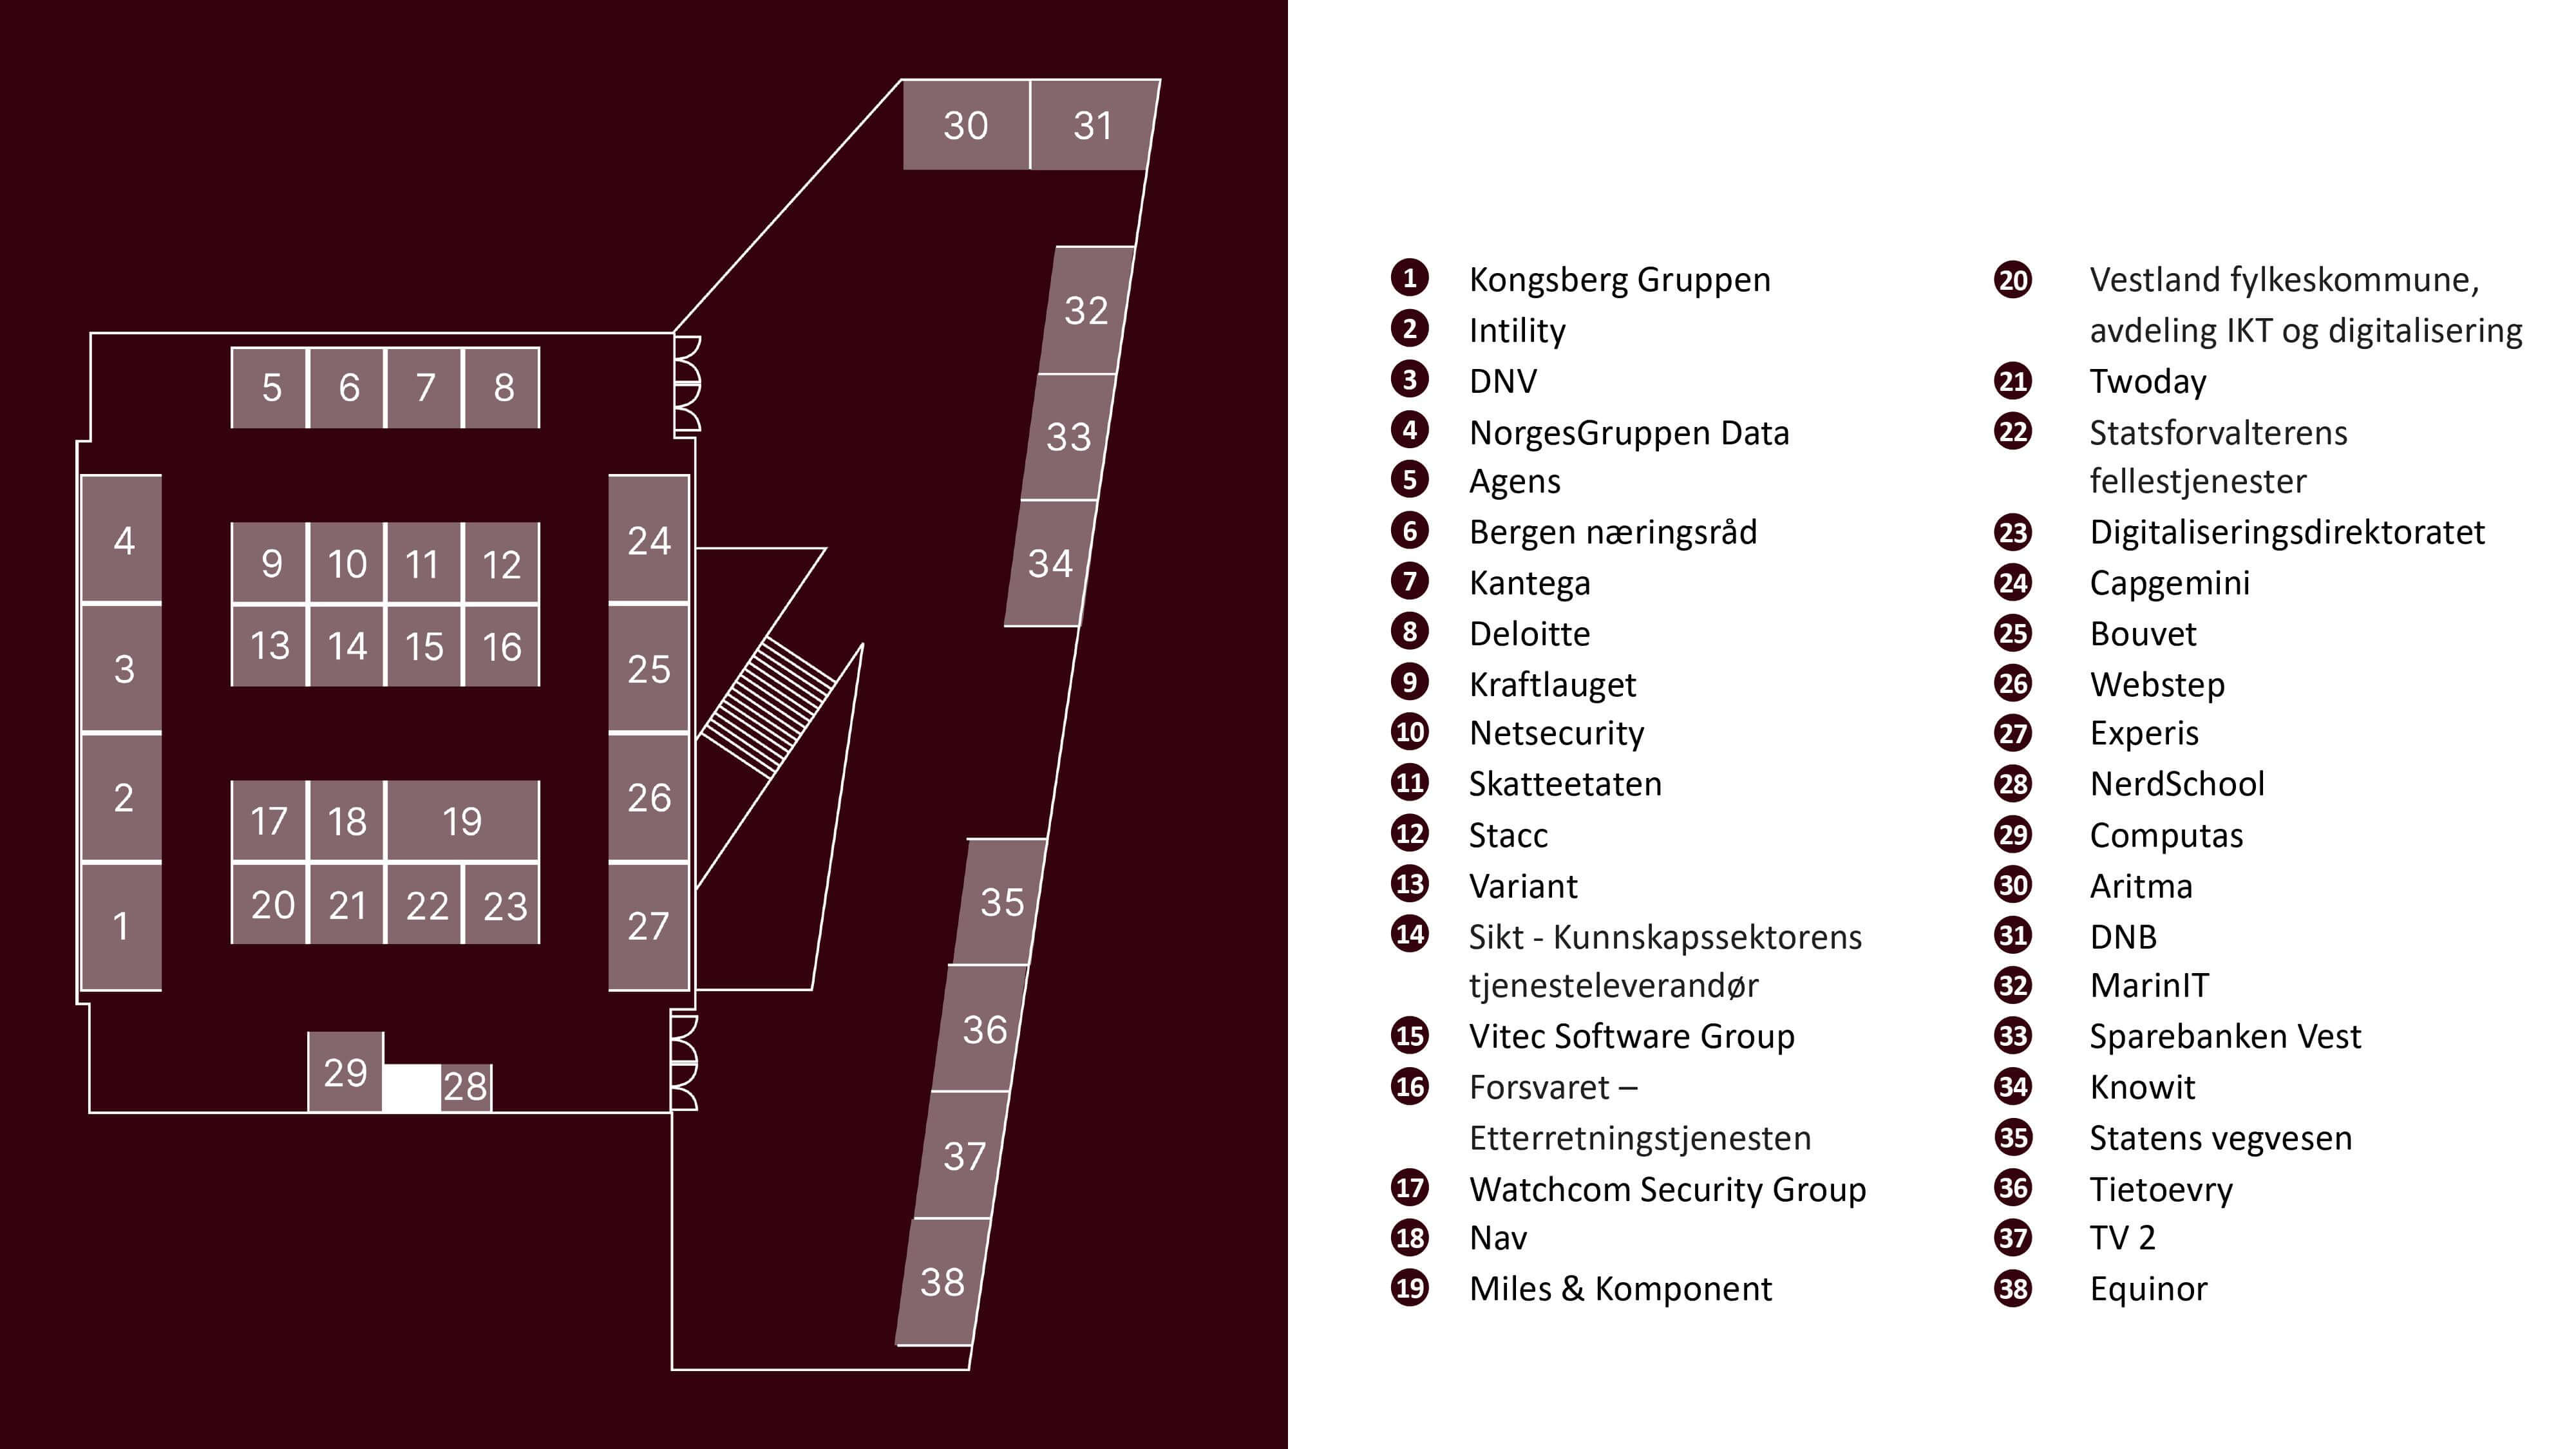 30 31
32
33
34
5 6 7 8
4
3
2
1
9 10 11 12
13 14 15 16
17 18 19
20 21 22 23
24
25
26
27
29 28
35
36
37
38
1 Kongsberg Gruppen
2 Intility
3 DNV
4 NorgesGruppen Data
5 Agens
6 Bergen næringsråd
7 Kantega
8 Deloitte
9 Kraftlauget
10 Netsecurity
11 Skatteetaten
12 Stacc
13 Variant
14 Sikt - Kunnskapssektorens
tjenesteleverandør
15 Vitec Software Group
16 Forsvaret –
Etterretningstjenesten
17 Watchcom Security Group
18 Nav
19 Miles & Komponent
20 Vestland fylkeskommune,
avdeling IKT og digitalisering
21 Twoday
22 Statsforvalterens
fellestjenester
23 Digitaliseringsdirektoratet
24 Capgemini
25 Bouvet
26 Webstep
27 Experis
28 NerdSchool
29 Computas
30 Aritma
31 DNB
32 MarinIT
33 Sparebanken Vest
34 Knowit
35 Statens vegvesen
36 Tietoevry
37 TV 2
38 Equinor